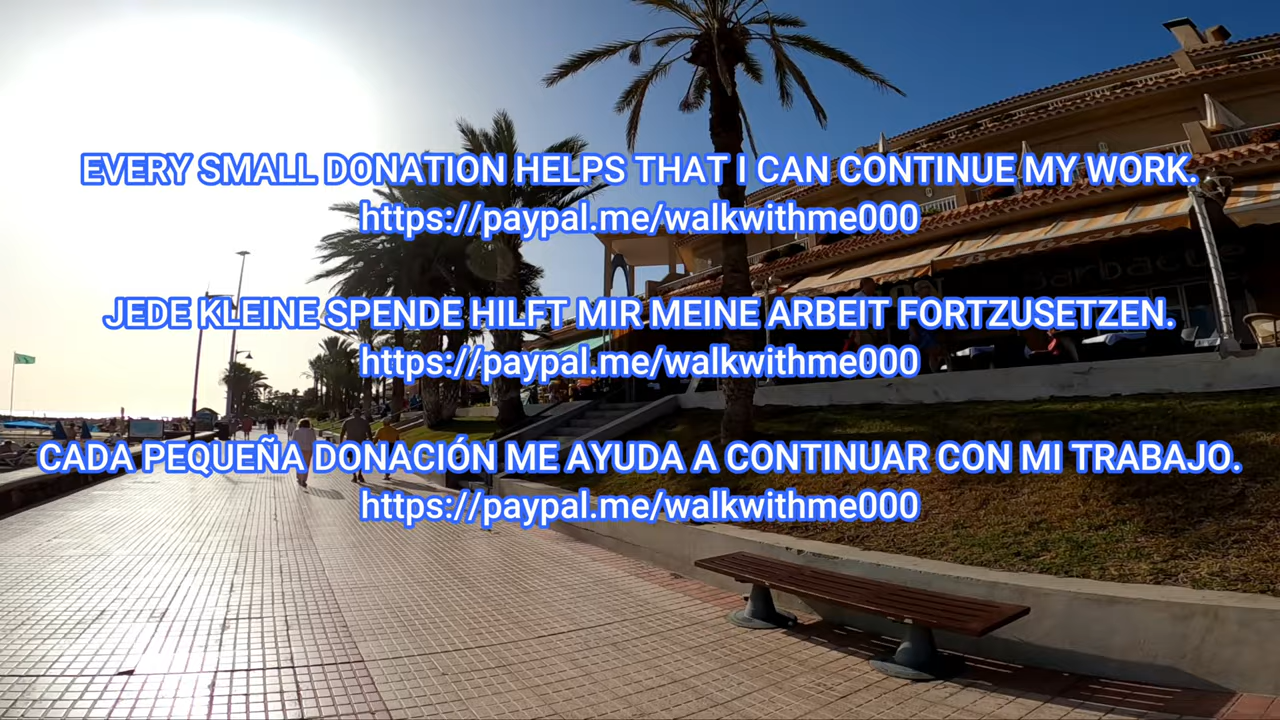 EVERY SMALL DONATION HELPS THAT I CAN CONTINUE MY WORK.
https://paypal.me/walkwithme000
JEDE KLEINE SPENDE HILFT MIR MEINE ARBEIT FORTZUSETZEN.
https://paypal.me/walkwithme000
CADA PEQUEÑA DONACIÓN ME AYUDA A CONTINUAR CON MI TRABAJO.
https://paypal.me/walkwithme000